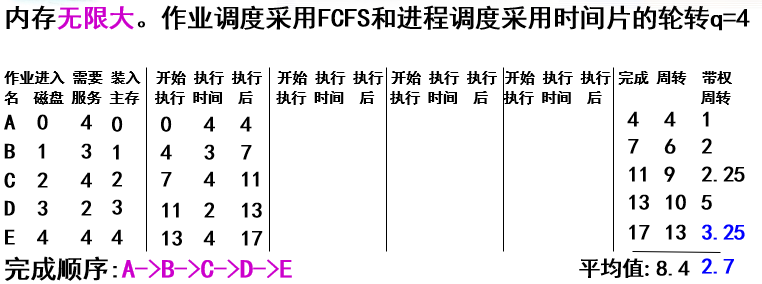 内存无限大。作业调度采用FCFS和进程调度采用时间片的轮转q=4
作业进入 需要 装入 开始 执行 执行 开始 执行 执行 开始 执行 执行 开始 执行 执行 完成 周转 带权
名 磁盘 服务 主存 执行 时间 后 执行 时间 后 执行 时间 后 执行 时间 后 周转
A 0 4 0 0 4 4 4 4 1
B 1 3 1 4 3 7 7 6 2
C 2 4 2 7 4 11 11 9 2.25
D 3 2 3 11 2 13 13 10 5
E 4 4 4 13 4 17 17 13 3.25
完成顺序:A->B->C->D->E 平均值: 8.4 2.7